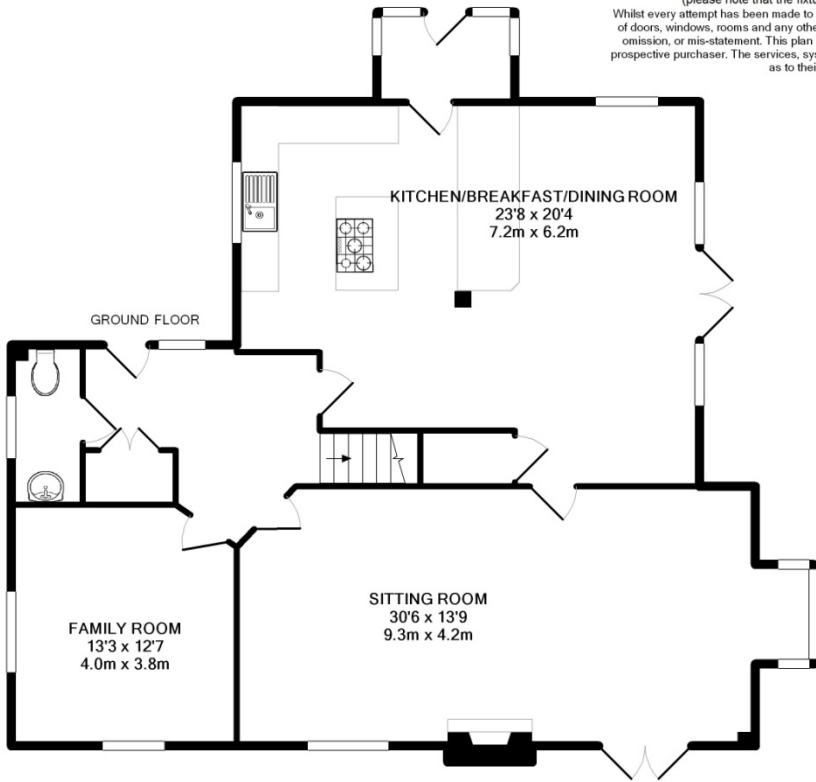 (please note that the fixtu
Whilst every attempt has been made to
of doors, windows, rooms and any othe
omission, or mis-statement. This plan
prospective purchaser. The services, sys
as to thei
KITCHEN/BREAKFAST/DINING ROOM
23'8 x 20'4
7.2m x 6.2m
GROUND FLOOR
SITTING ROOM
30'6 x 13'9
9.3m x 4.2m
FAMILY ROOM
13'3 x 12'7
4.0m x 3.8m